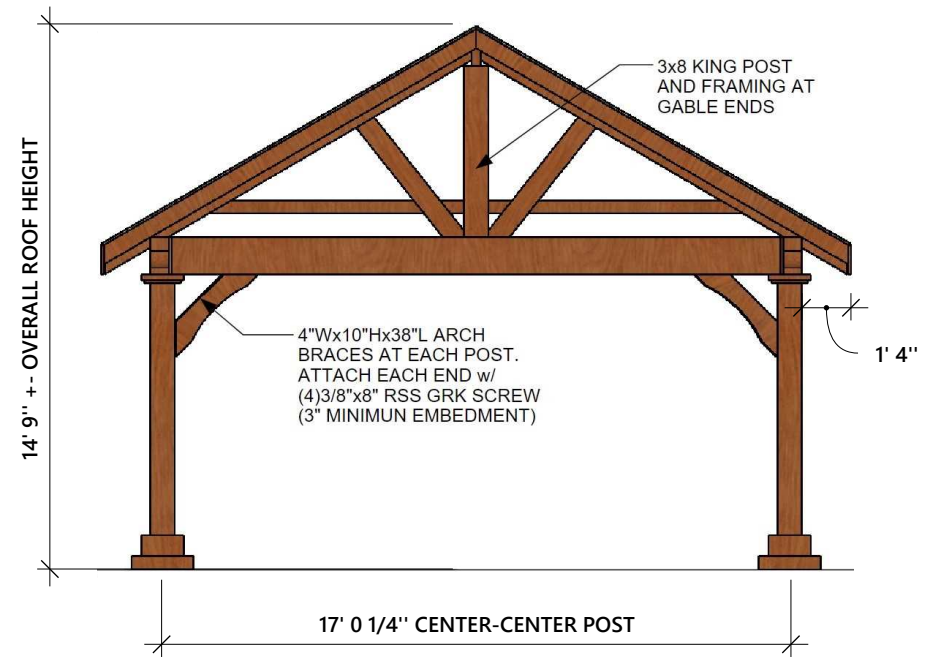 3x8 KING POST
AND FRAMING AT
GABLE ENDS
14' 9'' +- OVERALL ROOF HEIGHT
4"Wx10"Hx38"L ARCH
BRACES AT EACH POST.
ATTACH EACH END w/
(4)3/8"x8" RSS GRK SCREW
(3" MINIMUN EMBEDMENT)
1' 4''
17' 0 1/4'' CENTER-CENTER POST